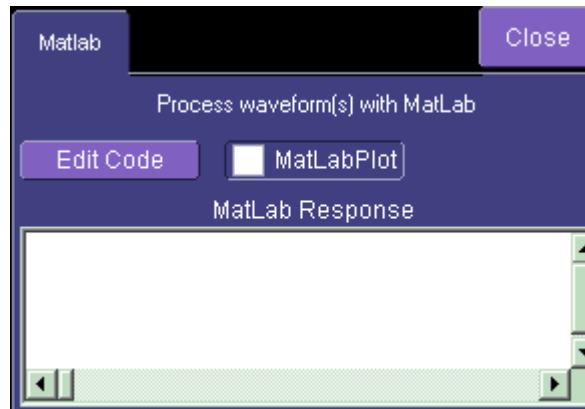 Matlab
Close
Process waveform(s) with MatLab
Edit Code
MatLabPlot
MatLab Response